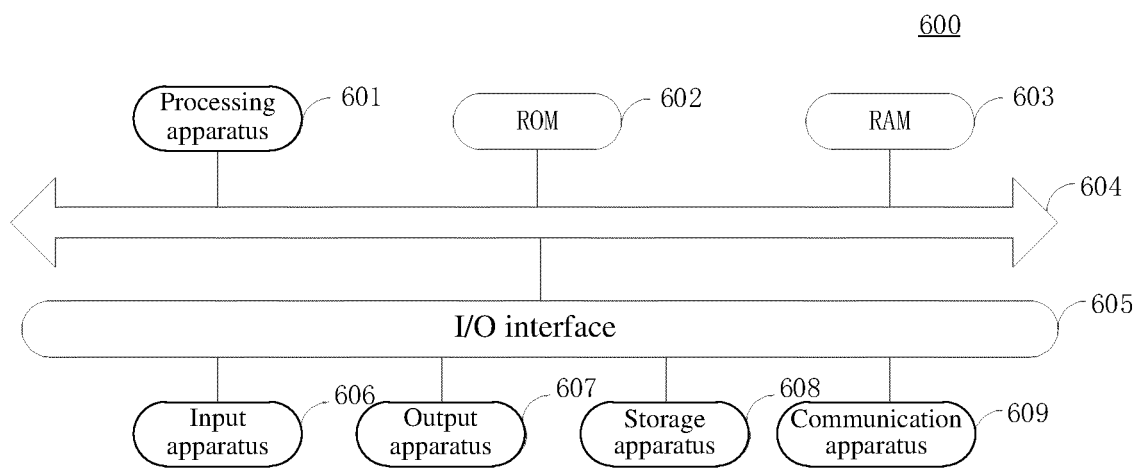 600
Processing
apparatus
601
ROM
602
RAM
603
604
I/O interface
605
Input
apparatus
606
Output
apparatus
607
Storage
apparatus
608
Communication
apparatus
609